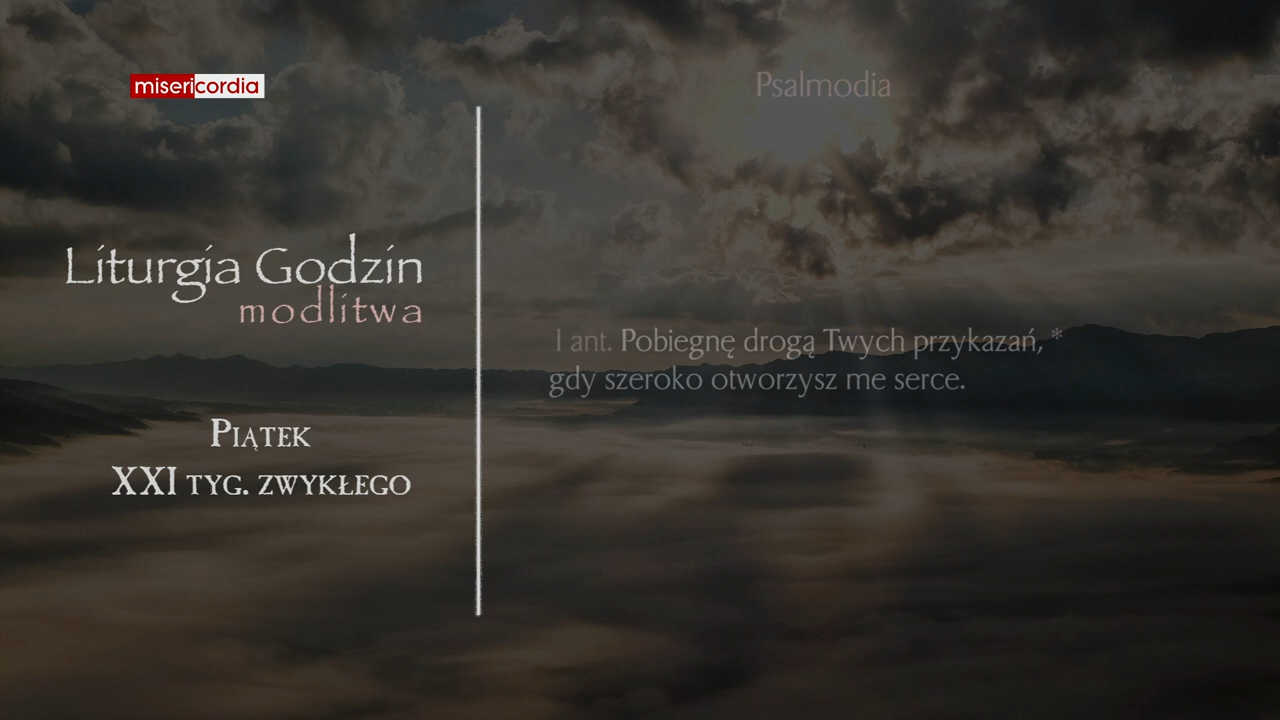 misericordia
Liturgia Godzin
modlitwa
Piątek
XXI tyg. zwykłego
Psalmodia
I ant. Pobiegnę drogą Twych przykazań,*
gdy szeroko otworzysz me serce.